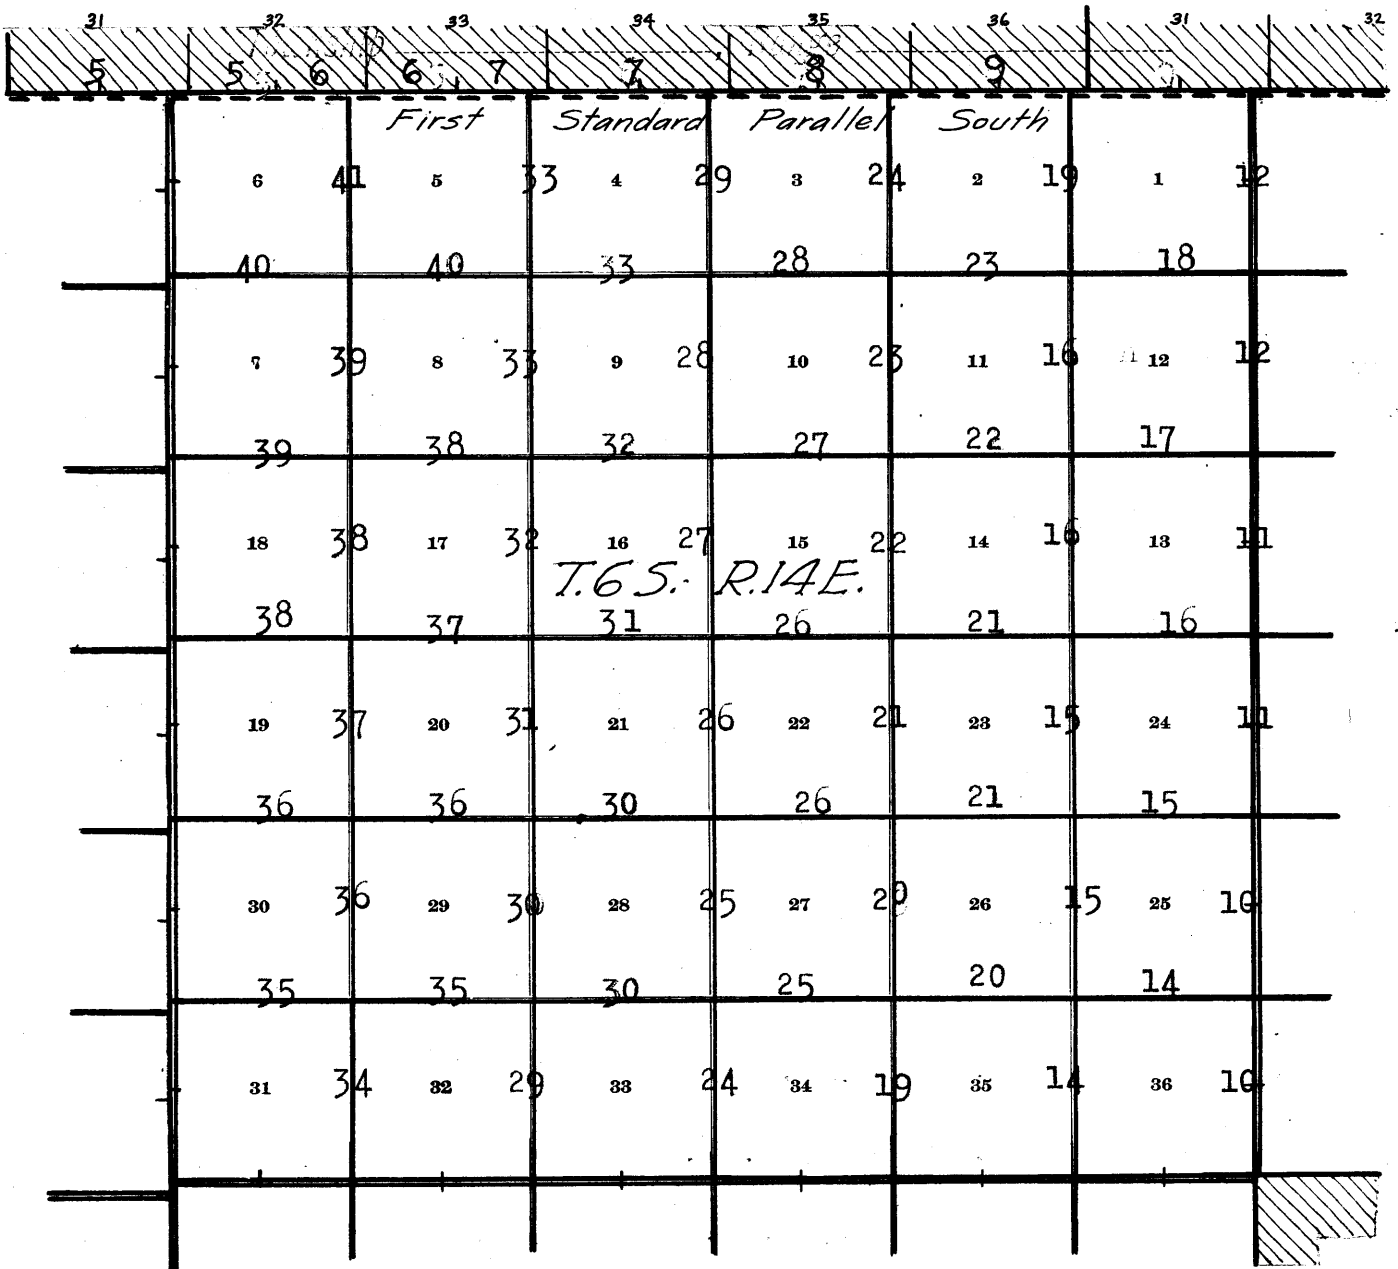 31 32 33 34 35 36 31 32
5 5 6 6 7 7 8 9
First Standard Parallel South
6 41 5 33 4 29 3 24 2 19 1 12
40 40 33 28 23 18
7 39 8 33 9 28 10 23 11 16 12 12
39 38 32 27 22 17
18 38 17 32 16 27 15 22 14 16 13 11
T.6 S. R.14E.
38 37 31 26 21 16
19 37 20 31 21 26 22 21 23 15 24 11
36 36 30 26 21 15
30 36 29 30 28 25 27 20 26 15 25 10
35 35 30 25 20 14
31 34 32 29 33 24 34 19 35 14 36 10